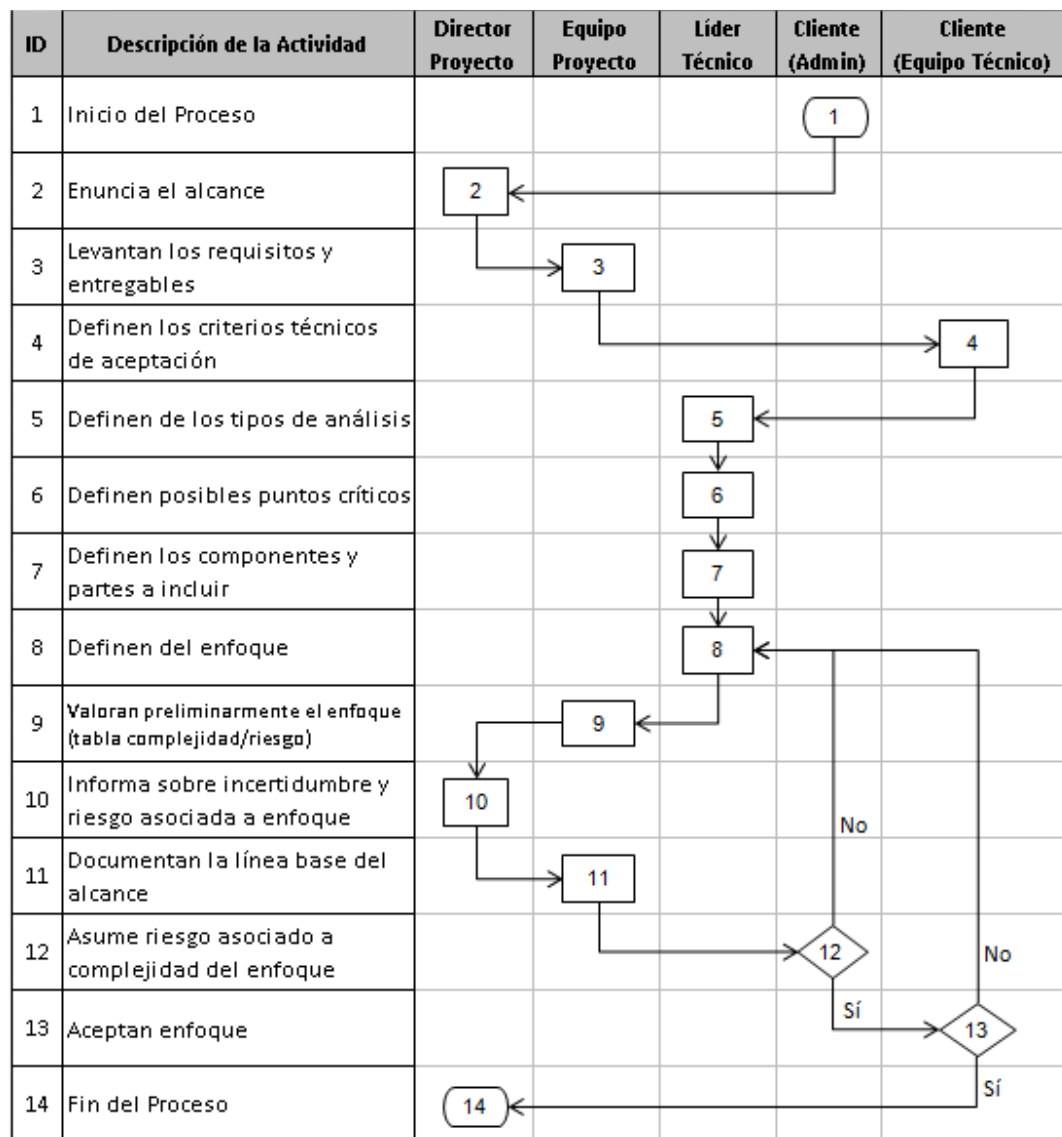 ID Descripción de la Actividad Director Proyecto Equipo Proyecto Líder Técnico Cliente (Admin) Cliente (Equipo Técnico)
1 Inicio del Proceso 1
2 Enuncia el alcance 2
3 Levantan los requisitos y
entregables 3
4 Definen los criterios técnicos
de aceptación 4
5 Definen de los tipos de análisis 5
6 Definen posibles puntos críticos 6
7 Definen los componentes y
partes a incluir 7
8 Definen del enfoque 8
9 Valoran preliminarmente el enfoque
(tabla complejidad/riesgo) 9
10 Informa sobre incertidumbre y
riesgo asociada a enfoque 10
No
11 Documentan la línea base del
alcance 11
12 Asume riesgo asociado a
complejidad del enfoque 12
No
Sí
13 Aceptan enfoque 13
Sí
14 Fin del Proceso 14